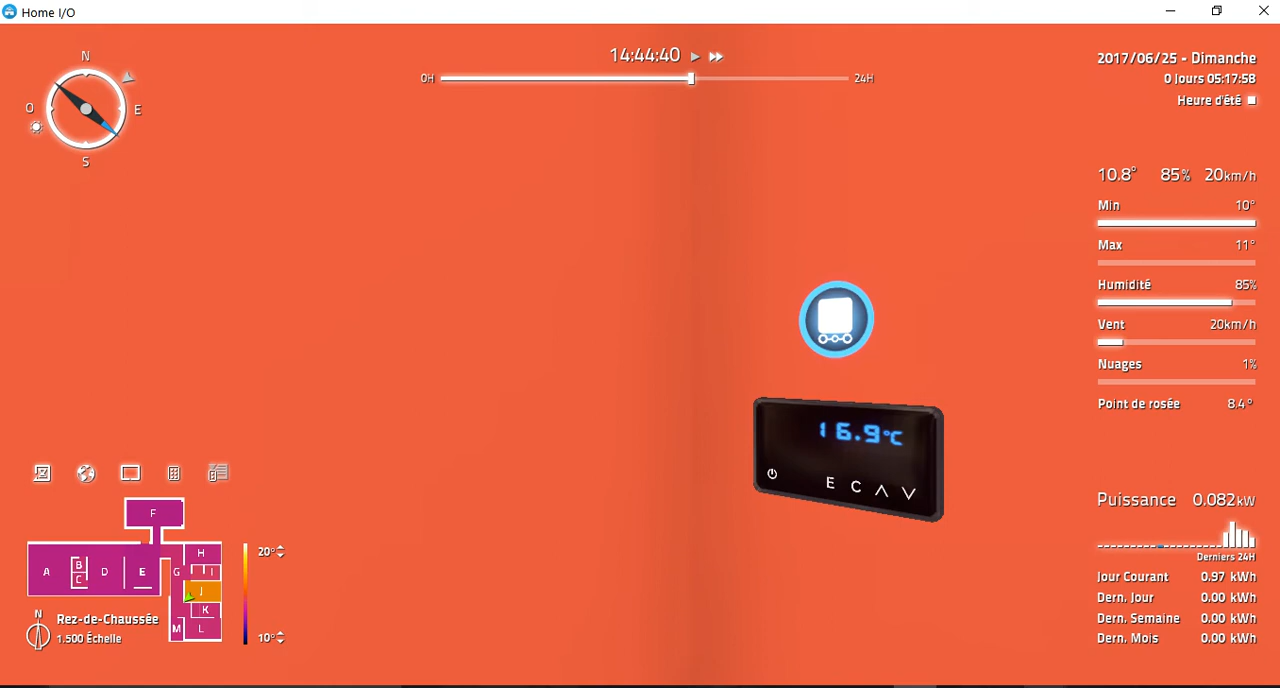 Home I/O
N
O
E
S
14:44:40
0H
24H
2017/06/25 - Dimanche
0 Jours 05:17:58
Heure d'été
10.8° 85% 20km/h
Min 10°
Max 11°
Humidité 85%
Vent 20km/h
Nuages 1%
Point de rosée 8.4°
16.9°C
E C
F
A B C D E G H I J K L M
20°
10°
N
Rez-de-Chaussée
1:500 Échelle
Puissance 0.082kW
Derniers 24H
Jour Courant 0.97 kWh
Dern. Jour 0.00 kWh
Dern. Semaine 0.00 kWh
Dern. Mois 0.00 kWh